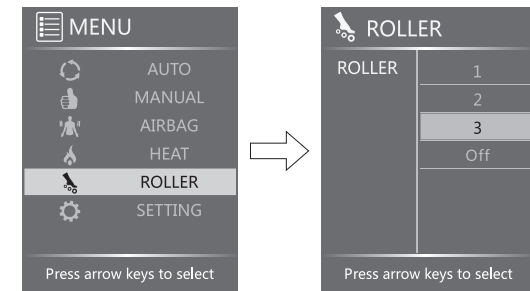 MENU
AUTO
MANUAL
AIRBAG
HEAT
ROLLER
SETTING
Press arrow keys to select
ROLLER
ROLLER 1
2
3
Off
Press arrow keys to select